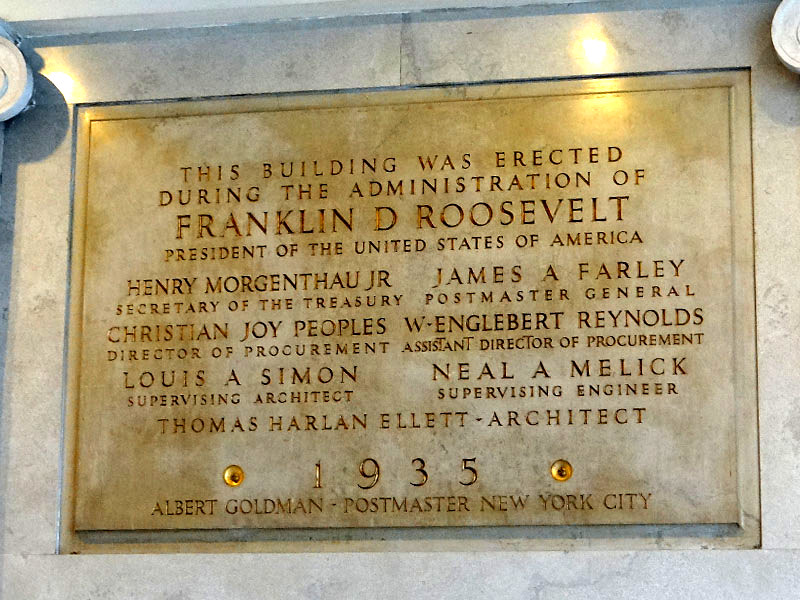 THIS BUILDING WAS ERECTED
DURING THE ADMINISTRATION OF
FRANKLIN D ROOSEVELT
PRESIDENT OF THE UNITED STATES OF AMERICA
HENRY MORGENTHAU JR JAMES A FARLEY
SECRETARY OF THE TREASURY POSTMASTER GENERAL
CHRISTIAN JOY PEOPLES W-ENGLEBERT REYNOLDS
DIRECTOR OF PROCUREMENT ASSISTANT DIRECTOR OF PROCUREMENT
LOUIS A SIMON NEAL A MELICK
SUPERVISING ARCHITECT SUPERVISING ENGINEER
THOMAS HARLAN ELLETT-ARCHITECT
1935
ALBERT GOLDMAN - POSTMASTER NEW YORK CITY